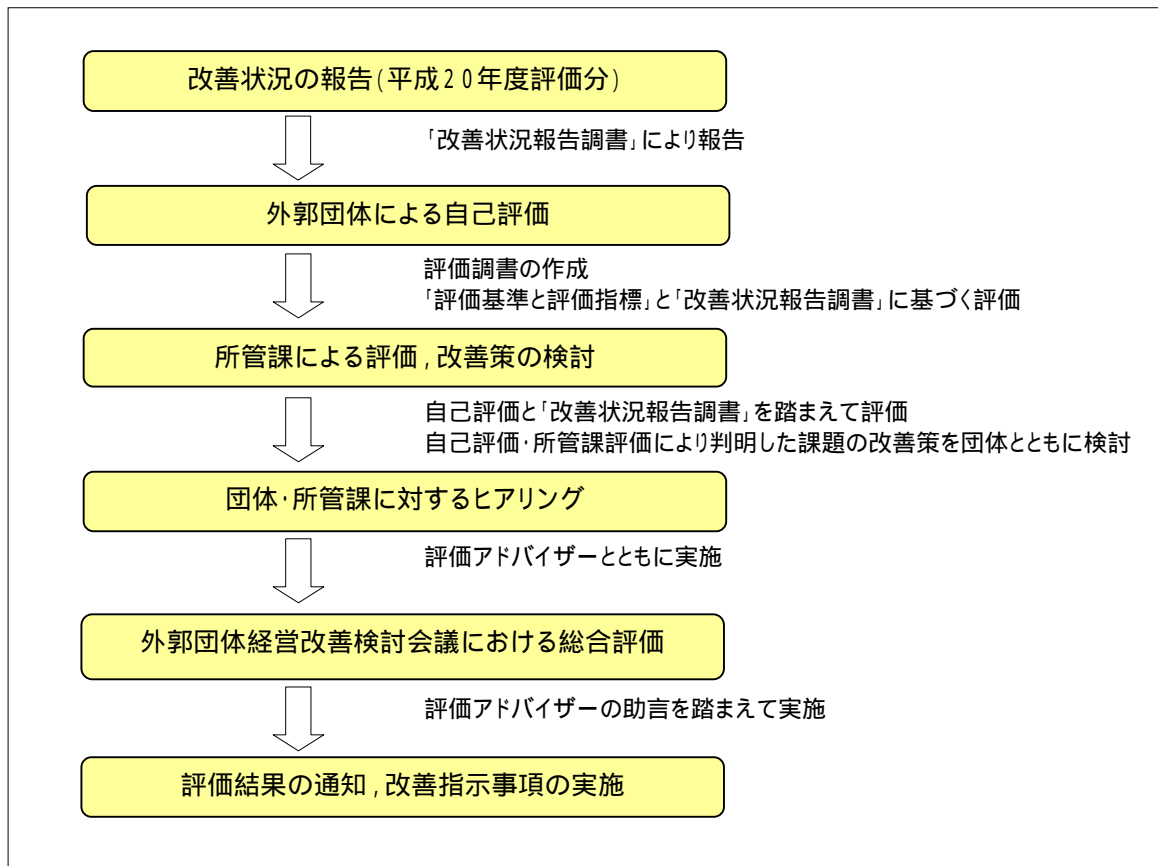 改善状況の報告(平成２０年度評価分)
「改善状況報告調書」により報告
外郭団体による自己評価
評価調書の作成
「評価基準と評価指標」と「改善状況報告調書」に基づく評価
所管課による評価，改善策の検討
自己評価と「改善状況報告調書」を踏まえて評価
自己評価・所管課評価により判明した課題の改善策を団体とともに検討
団体・所管課に対するヒアリング
評価アドバイザーとともに実施
外郭団体経営改善検討会議における総合評価
評価アドバイザーの助言を踏まえて実施
評価結果の通知，改善指示事項の実施